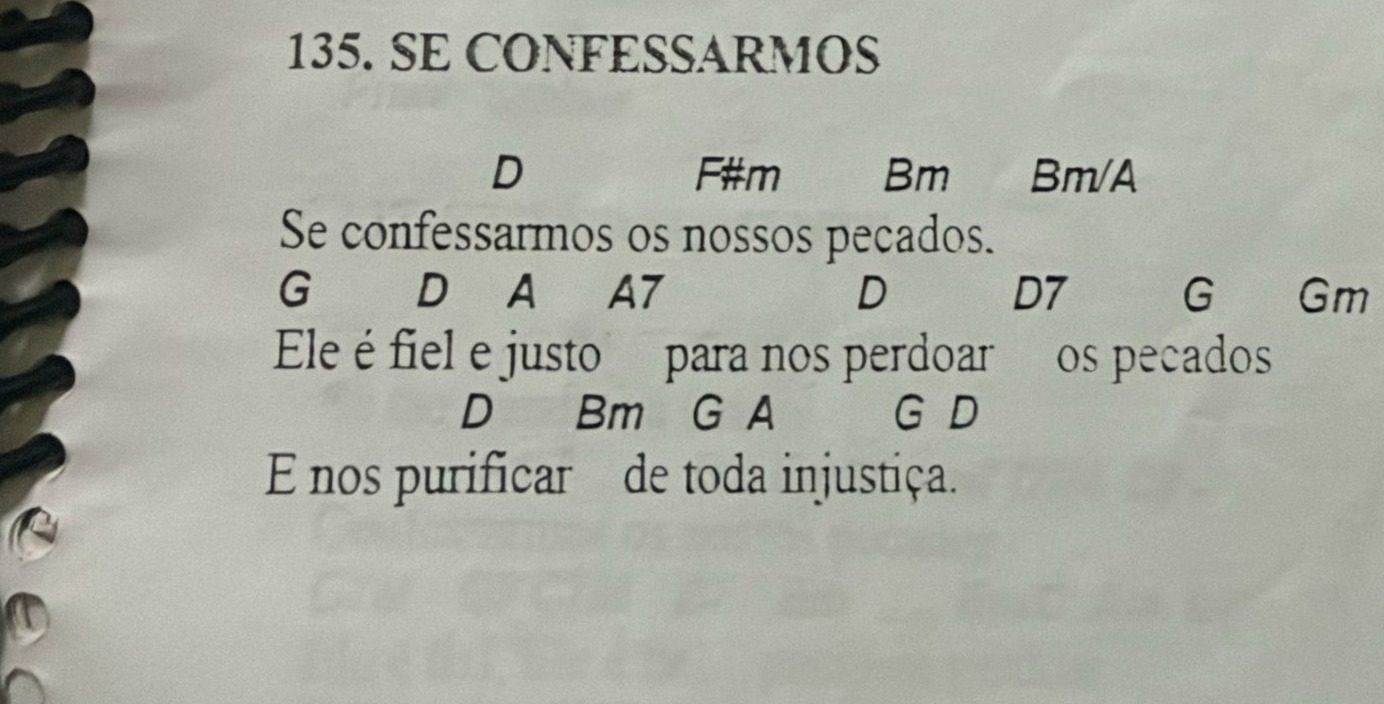 135. SE CONFESSARMOS
D F#m Bm Bm/A
Se confessarmos os nossos pecados.
G D A A7 D D7 G Gm
Ele é fiel e justo para nos perdoar os pecados
D Bm G A G D
E nos purificar de toda injustiça.